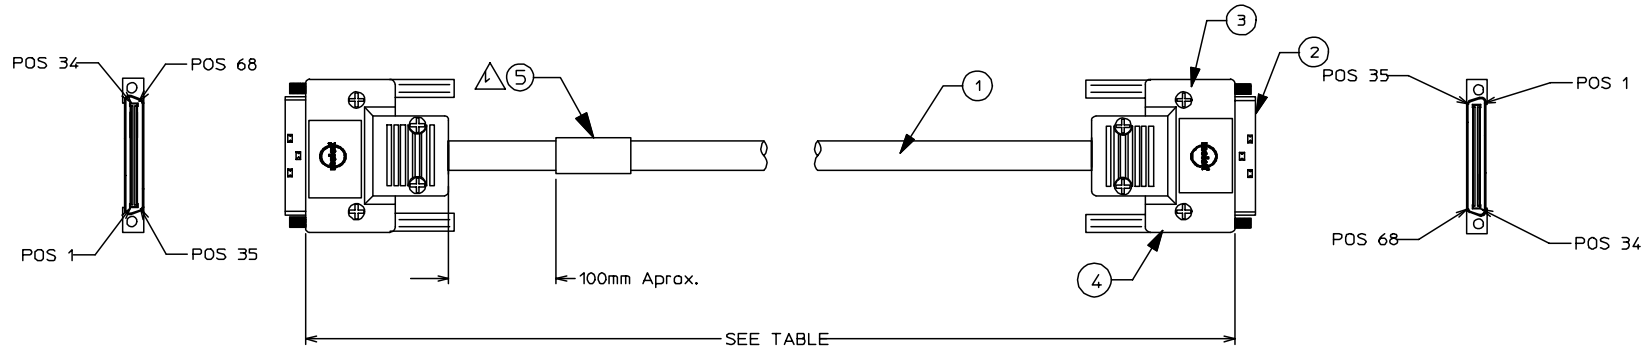 POS 34
POS 68
POS 1
POS 35
5
100mm Aprox.
SEE TABLE
1
3
2
4
POS 35
POS 1
POS 68
POS 34